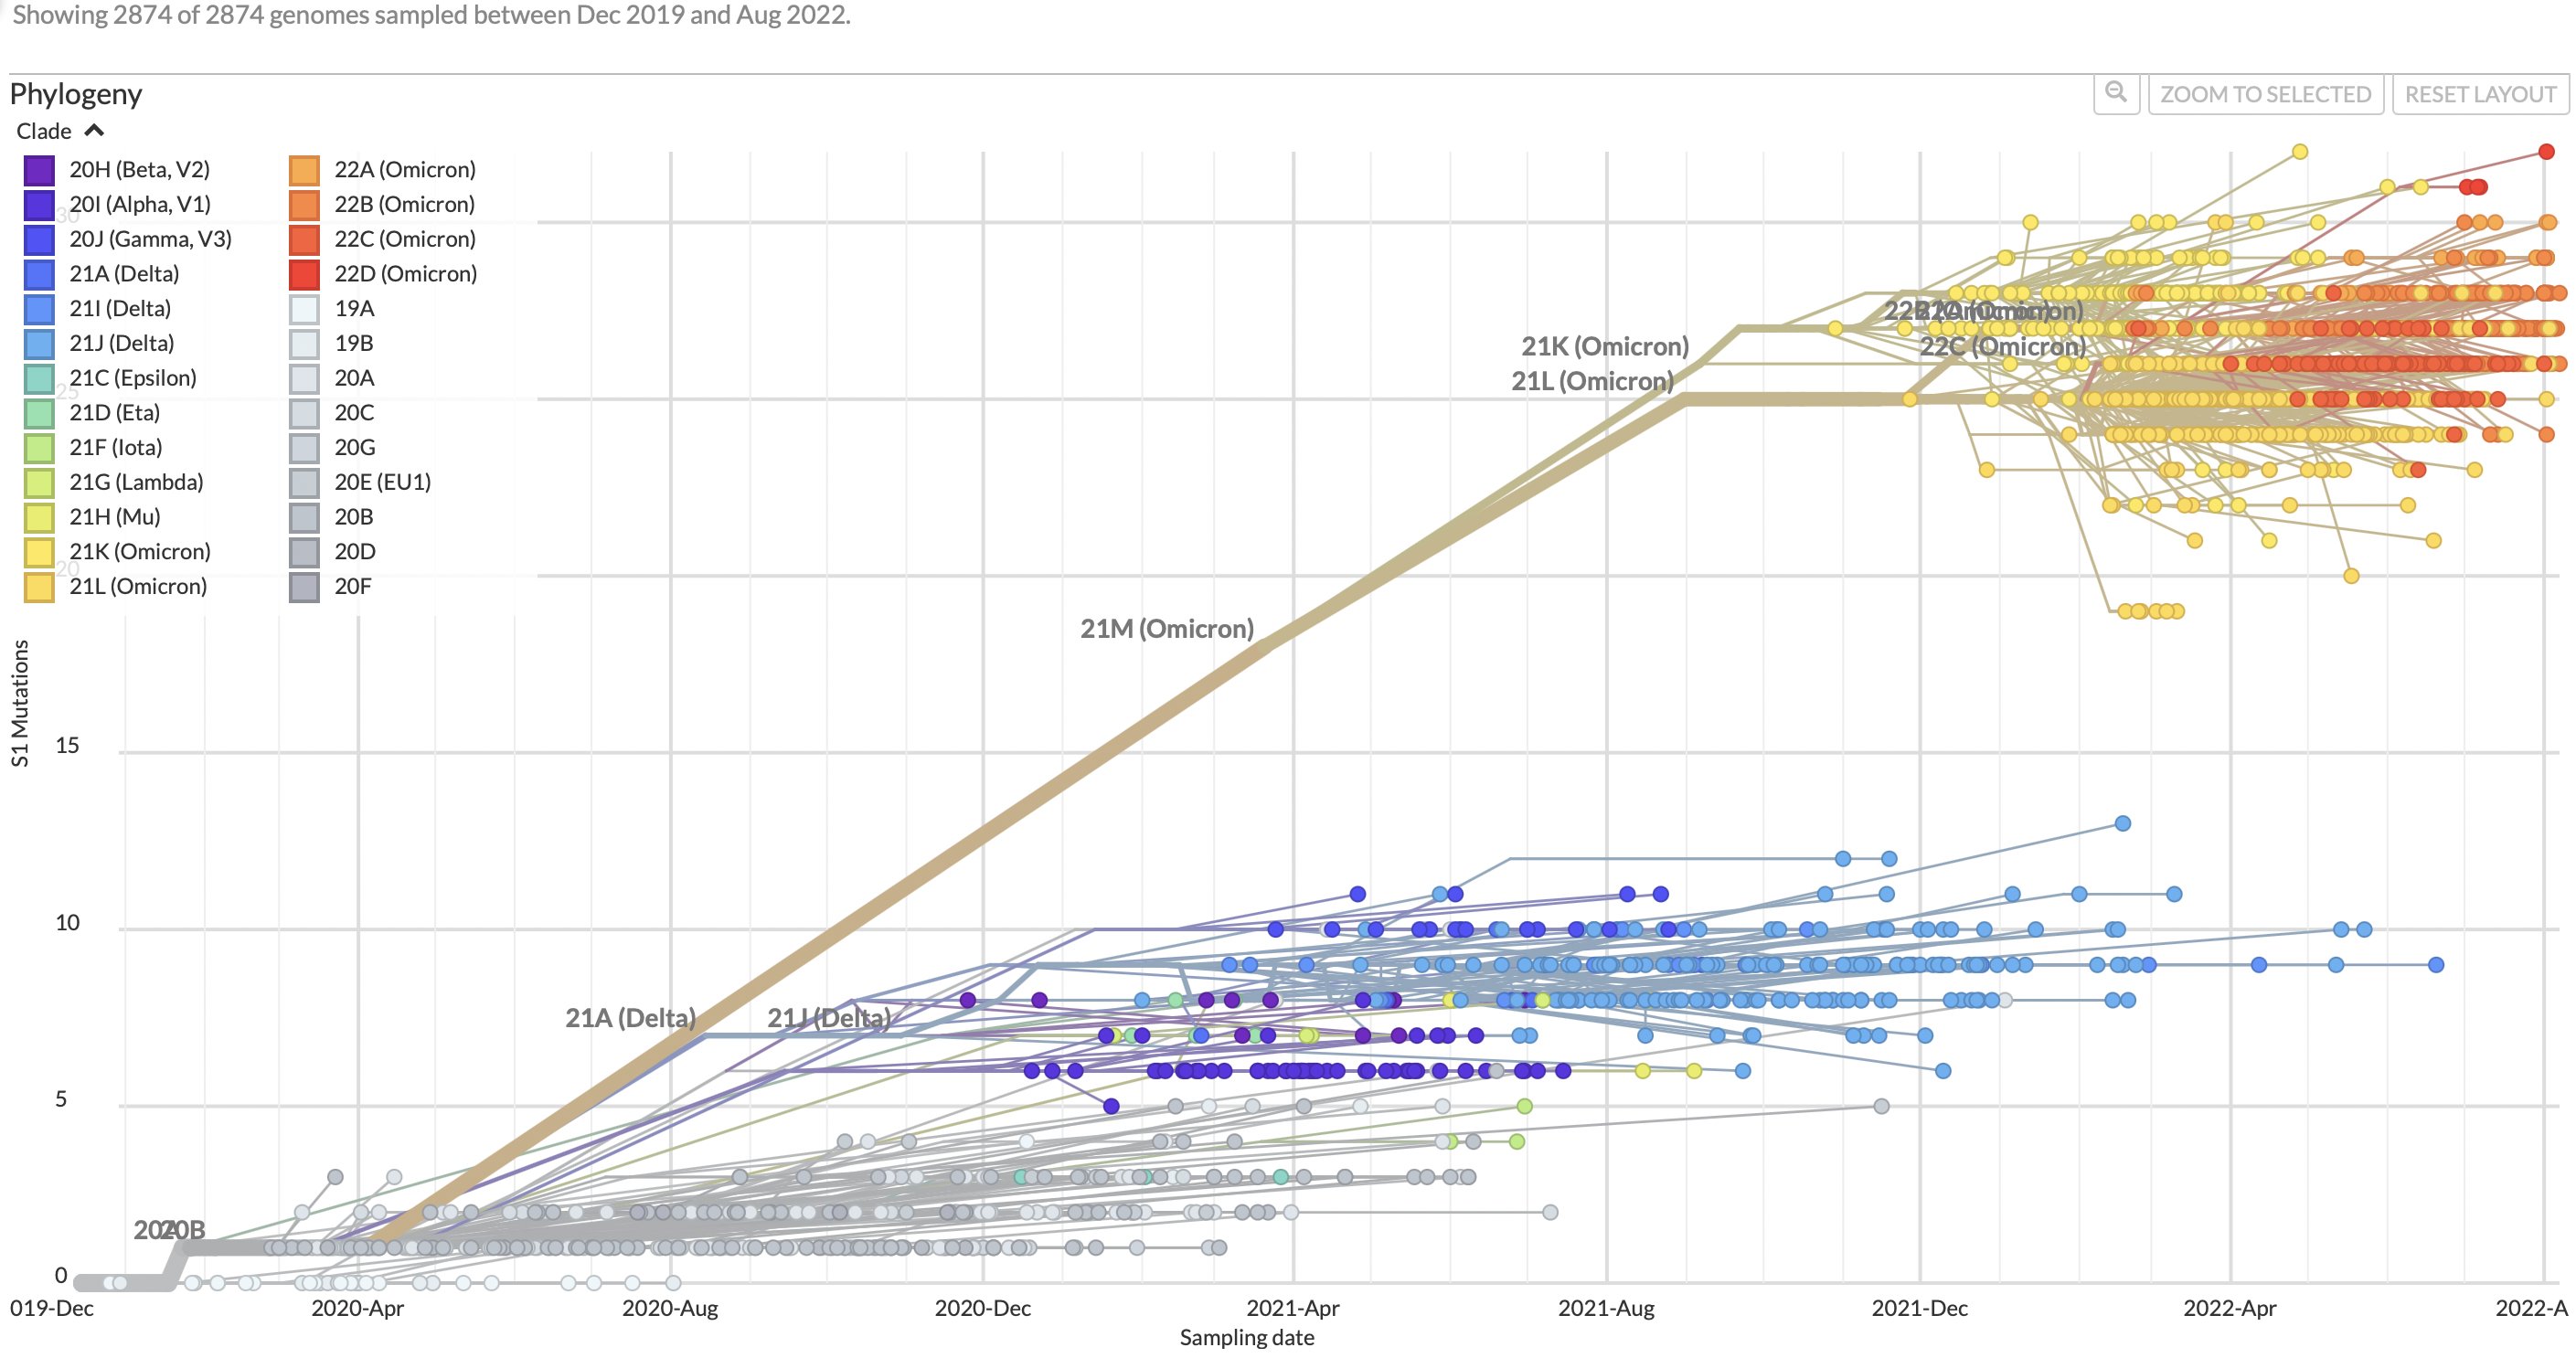 Showing 2874 of 2874 genomes sampled between Dec 2019 and Aug 2022.
Phylogeny
ZOOM TO SELECTED
RESET LAYOUT
Clade
20H (Beta, V2)
20I (Alpha, V1)
20J (Gamma, V3)
21A (Delta)
21I (Delta)
21J (Delta)
21C (Epsilon)
21D (Eta)
21F (Iota)
21G (Lambda)
21H (Mu)
21K (Omicron)
21L (Omicron)
22A (Omicron)
22B (Omicron)
22C (Omicron)
22D (Omicron)
19A
19B
20A
20C
20G
20E (EU1)
20B
20D
20F
30
25
20
15
10
5
0
S1 Mutations
21K (Omicron)
21L (Omicron)
22C (Omicron)
21M (Omicron)
21A (Delta)
21J (Delta)
20B
019-Dec
2020-Apr
2020-Aug
2020-Dec
2021-Apr
2021-Aug
2021-Dec
2022-Apr
2022-A
Sampling date